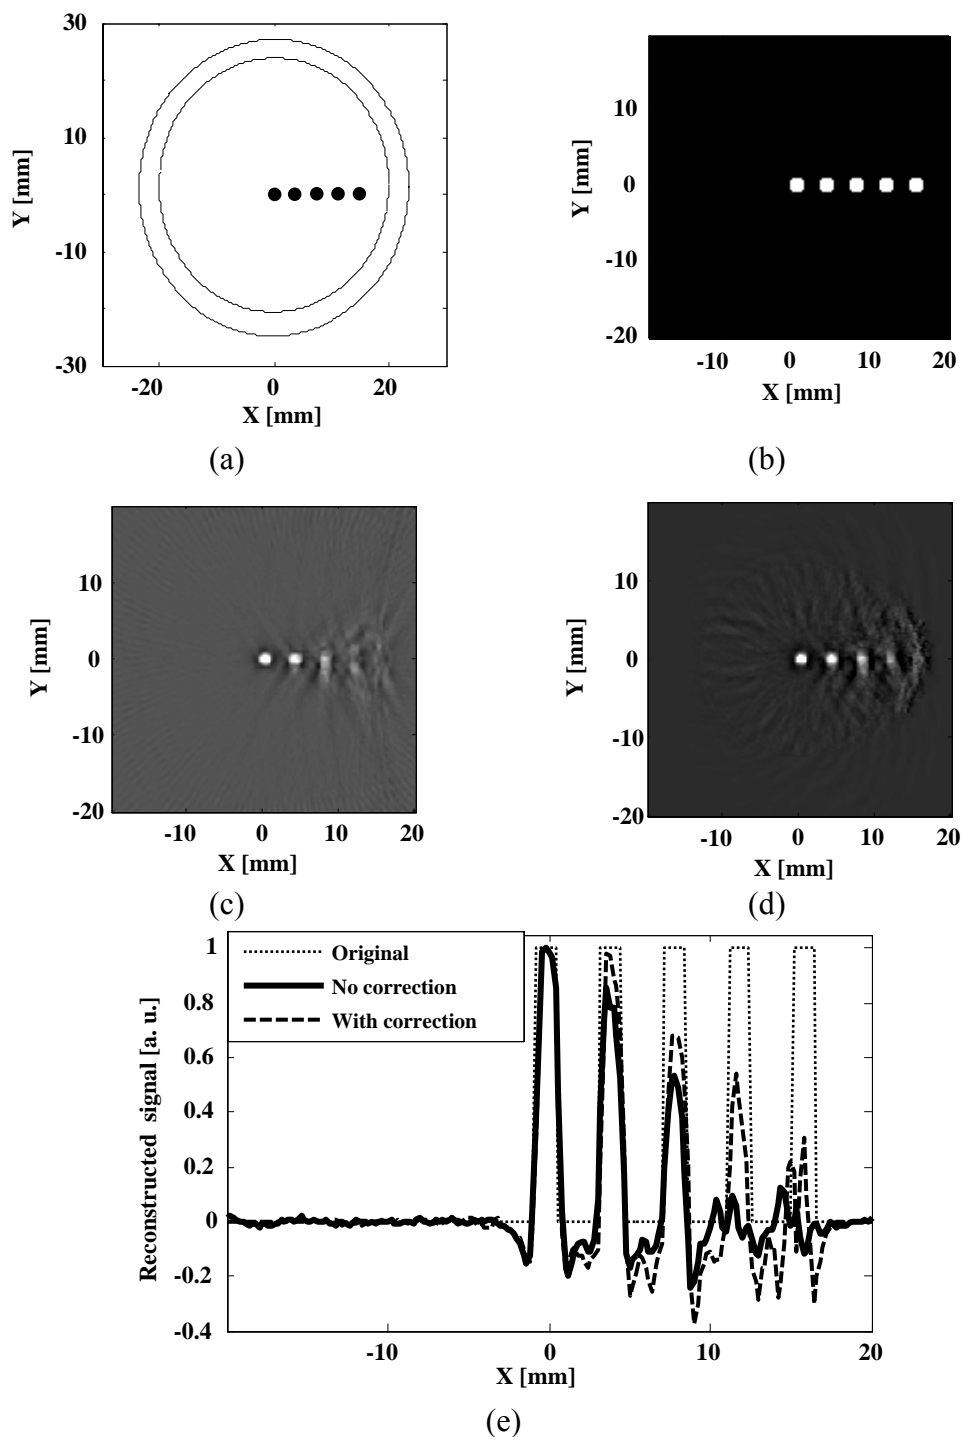 30
10
-10
-30
Y [mm]
-20 0 20
X [mm]
(a)
10
0
-10
-20
Y [mm]
-10 0 10 20
X [mm]
(b)
10
0
-10
-20
Y [mm]
-10 0 10 20
X [mm]
(c)
10
0
-10
-20
Y [mm]
-10 0 10 20
X [mm]
(d)
Original
No correction
With correction
1
0.8
0.6
0.4
0.2
0
-0.2
-0.4
Reconstructed signal [a. u.]
-10 0 10 20
X [mm]
(e)